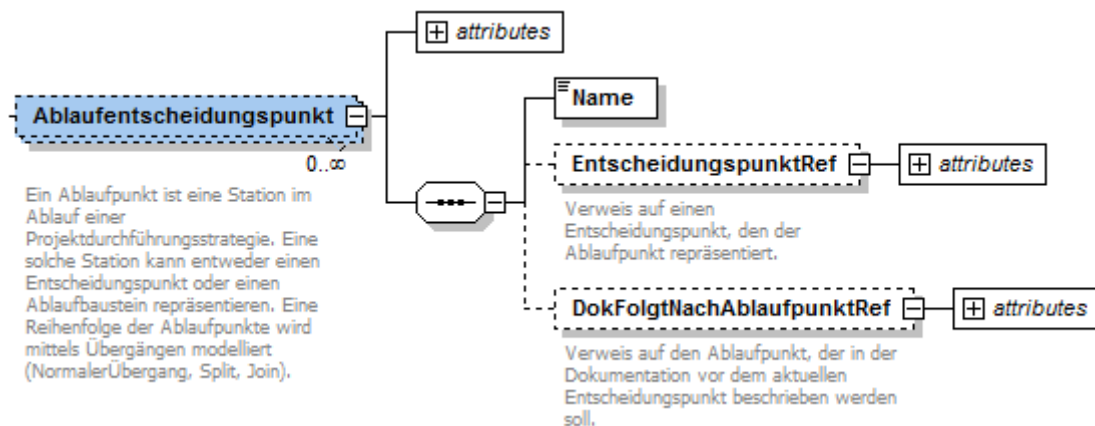 attributes
Ablaufentscheidungspunkt
0..∞
Ein Ablaufpunkt ist eine Station im
Ablauf einer
Projektdurchführungsstrategie. Eine
solche Station kann entweder einen
Entscheidungspunkt oder einen
Ablaufbaustein repräsentieren. Eine
Reihenfolge der Ablaufpunkte wird
mittels Übergängen modelliert
(NormalerÜbergang, Split, Join).
Name
EntscheidungspunktRef
attributes
Verweis auf einen
Entscheidungspunkt, den der
Ablaufpunkt repräsentiert.
DokFolgtNachAblaufpunktRef
attributes
Verweis auf den Ablaufpunkt, der in der
Dokumentation vor dem aktuellen
Entscheidungspunkt beschrieben werden
soll.